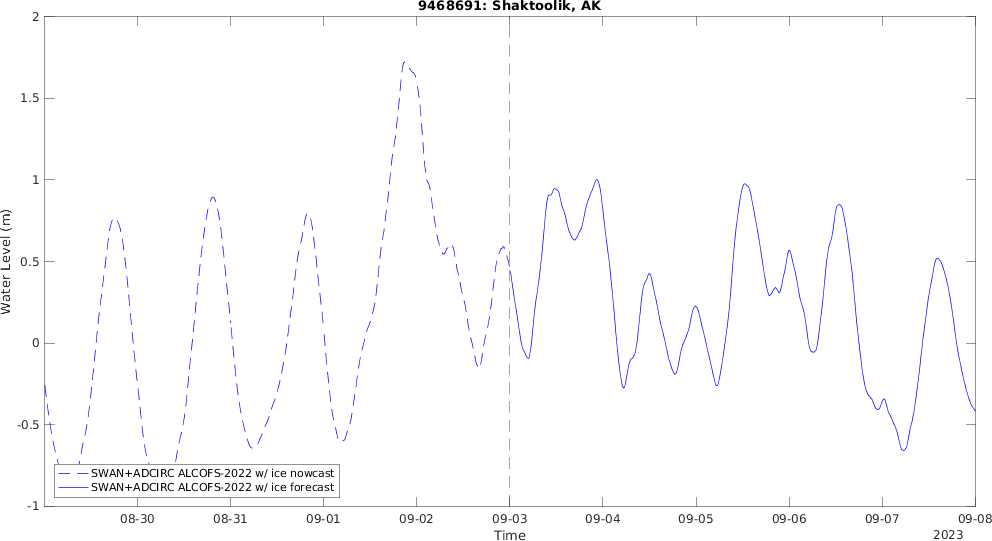 9468691: Shaktoolik, AK
2
1.5
1
0.5
0
-0.5
-1
Water Level (m)
SWAN+ADCIRC ALCOFS-2022 w/ ice nowcast
SWAN+ADCIRC ALCOFS-2022 w/ ice forecast
08-30 08-31 09-01 09-02 09-03 09-04 09-05 09-06 09-07 09-08
Time
2023